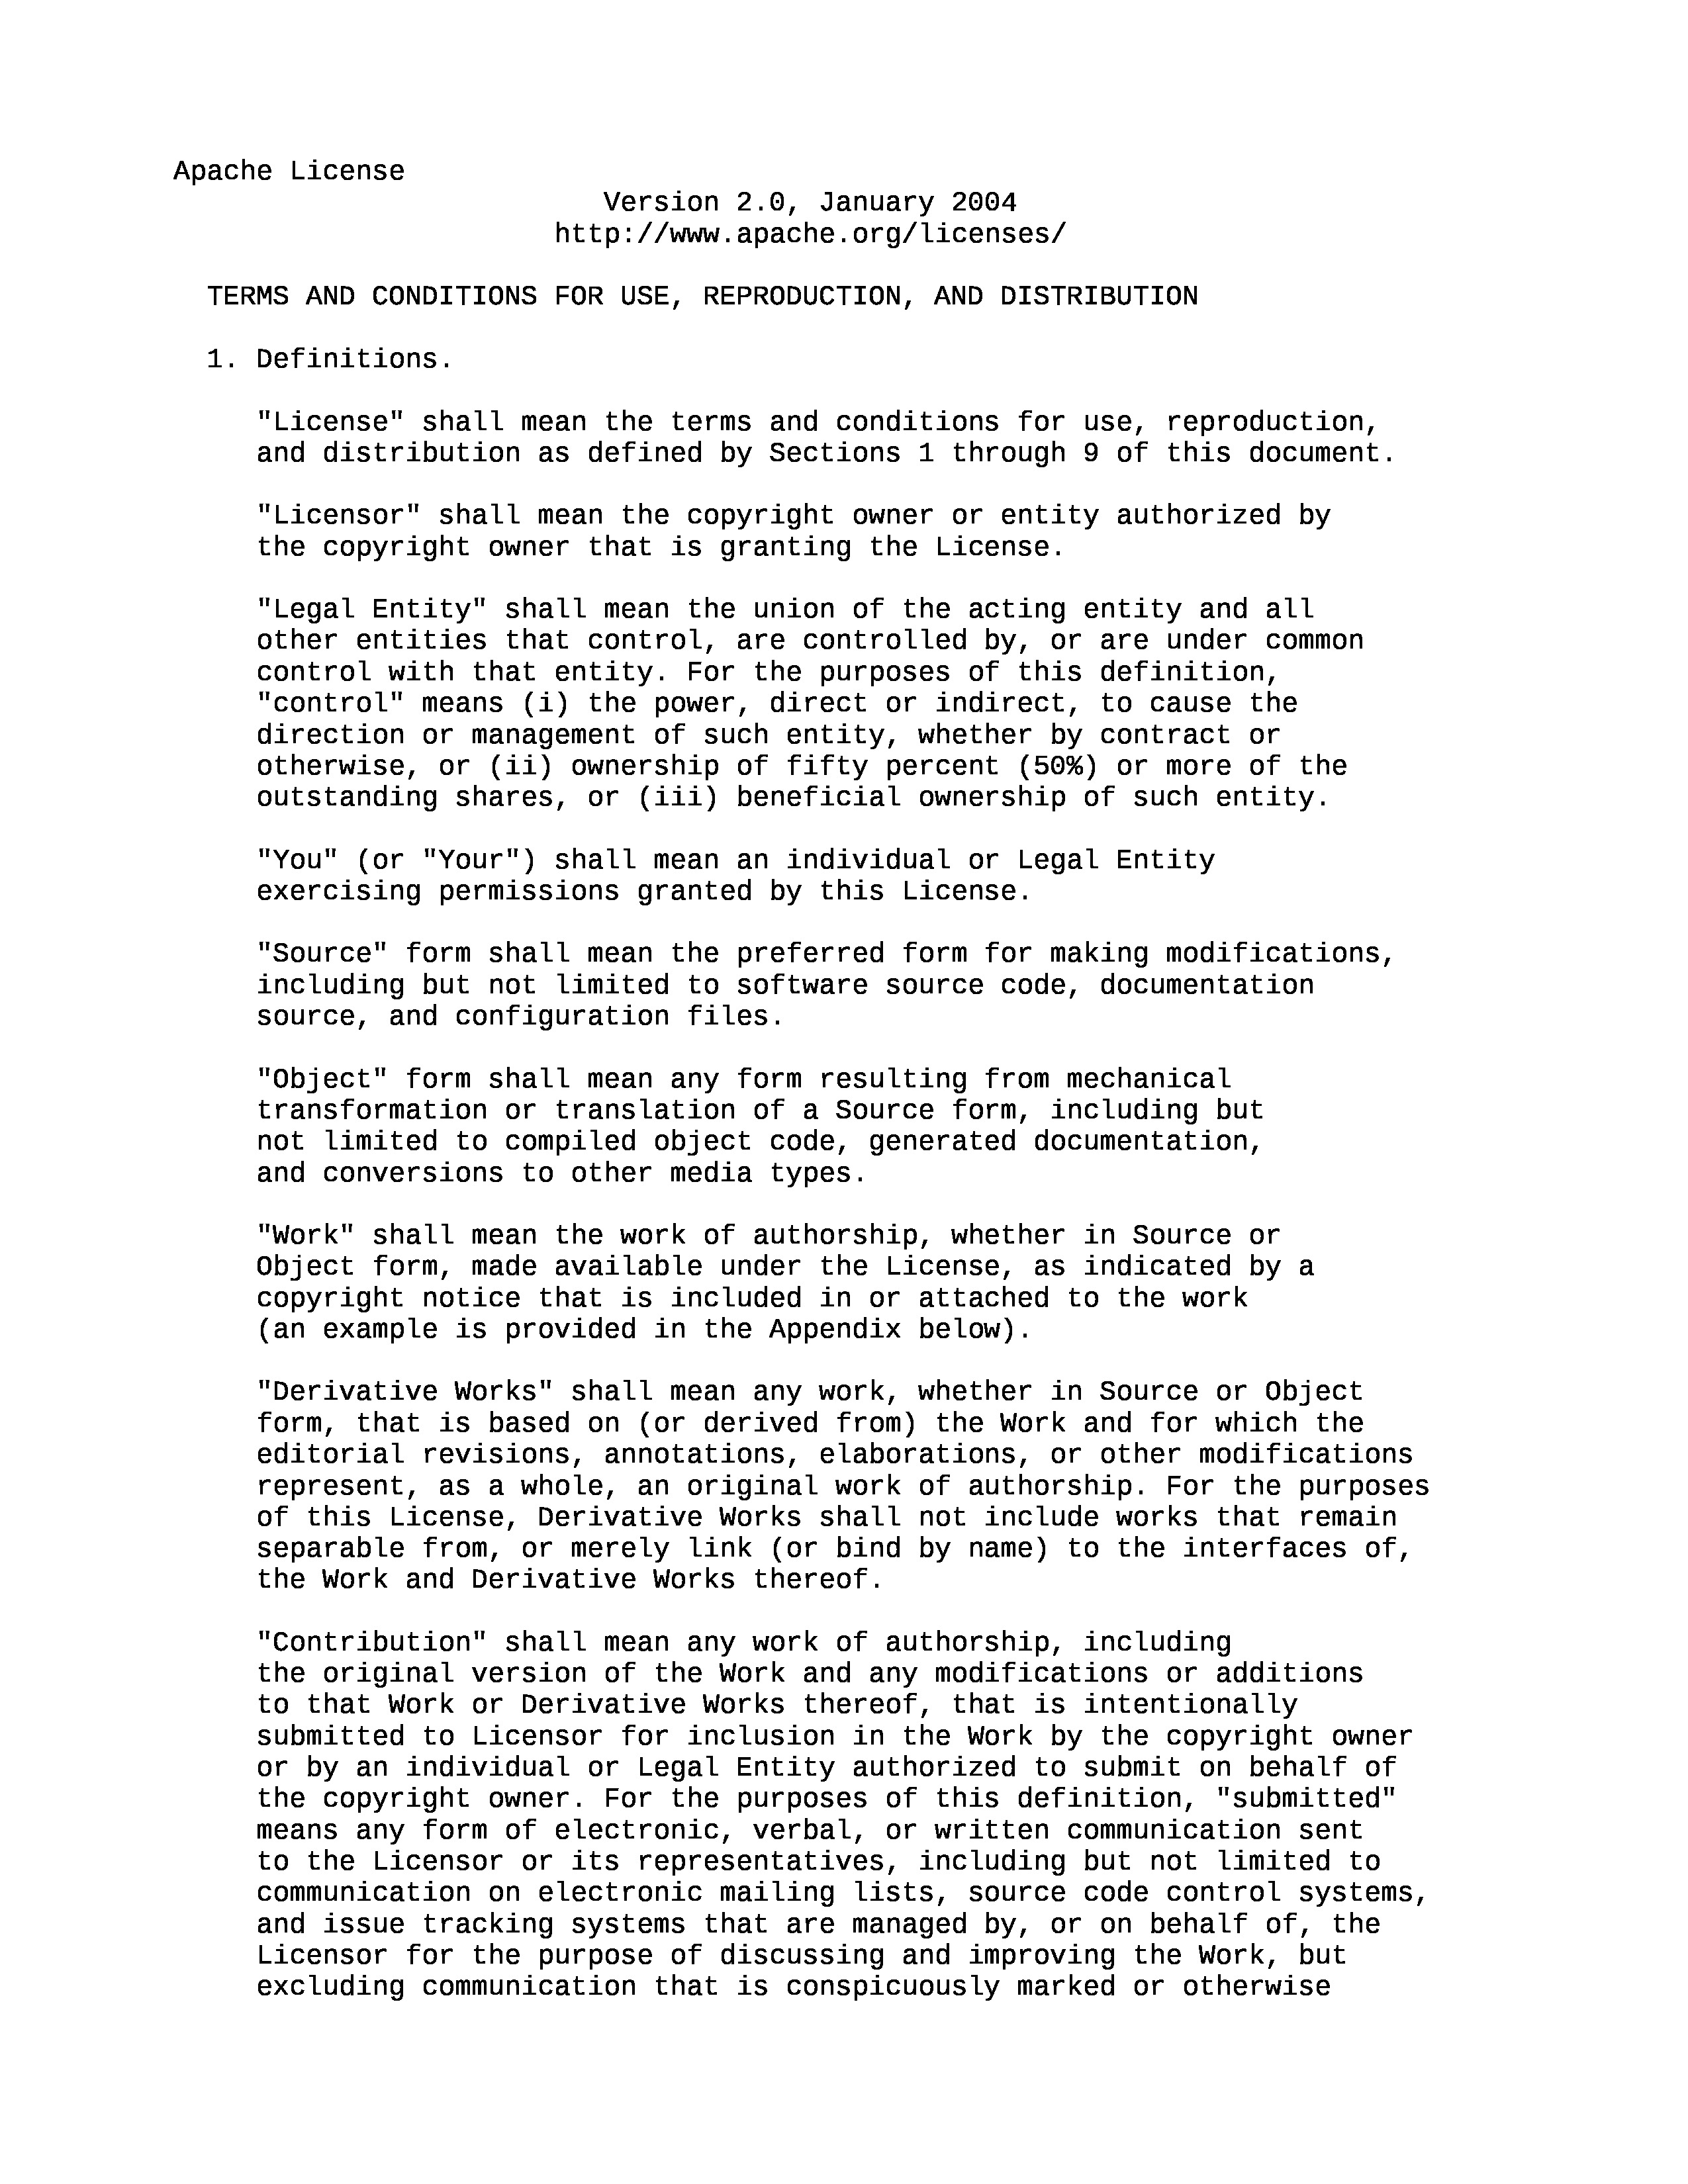 Apache License
Version 2.0, January 2004
http://www.apache.org/licenses/
TERMS AND CONDITIONS FOR USE, REPRODUCTION, AND DISTRIBUTION
1. Definitions.
"License" shall mean the terms and conditions for use, reproduction,
and distribution as defined by Sections 1 through 9 of this document.
"Licensor" shall mean the copyright owner or entity authorized by
the copyright owner that is granting the License.
"Legal Entity" shall mean the union of the acting entity and all
other entities that control, are controlled by, or are under common
control with that entity. For the purposes of this definition,
"control" means (i) the power, direct or indirect, to cause the
direction or management of such entity, whether by contract or
otherwise, or (ii) ownership of fifty percent (50%) or more of the
outstanding shares, or (iii) beneficial ownership of such entity.
"You" (or "Your") shall mean an individual or Legal Entity
exercising permissions granted by this License.
"Source" form shall mean the preferred form for making modifications,
including but not limited to software source code, documentation
source, and configuration files.
"Object" form shall mean any form resulting from mechanical
transformation or translation of a Source form, including but
not limited to compiled object code, generated documentation,
and conversions to other media types.
"Work" shall mean the work of authorship, whether in Source or
Object form, made available under the License, as indicated by a
copyright notice that is included in or attached to the work
(an example is provided in the Appendix below).
"Derivative Works" shall mean any work, whether in Source or Object
form, that is based on (or derived from) the Work and for which the
editorial revisions, annotations, elaborations, or other modifications
represent, as a whole, an original work of authorship. For the purposes
of this License, Derivative Works shall not include works that remain
separable from, or merely link (or bind by name) to the interfaces of,
the Work and Derivative Works thereof.
"Contribution" shall mean any work of authorship, including
the original version of the Work and any modifications or additions
to that Work or Derivative Works thereof, that is intentionally
submitted to Licensor for inclusion in the Work by the copyright owner
or by an individual or Legal Entity authorized to submit on behalf of
the copyright owner. For the purposes of this definition, "submitted"
means any form of electronic, verbal, or written communication sent
to the Licensor or its representatives, including but not limited to
communication on electronic mailing lists, source code control systems,
and issue tracking systems that are managed by, or on behalf of, the
Licensor for the purpose of discussing and improving the Work, but
excluding communication that is conspicuously marked or otherwise